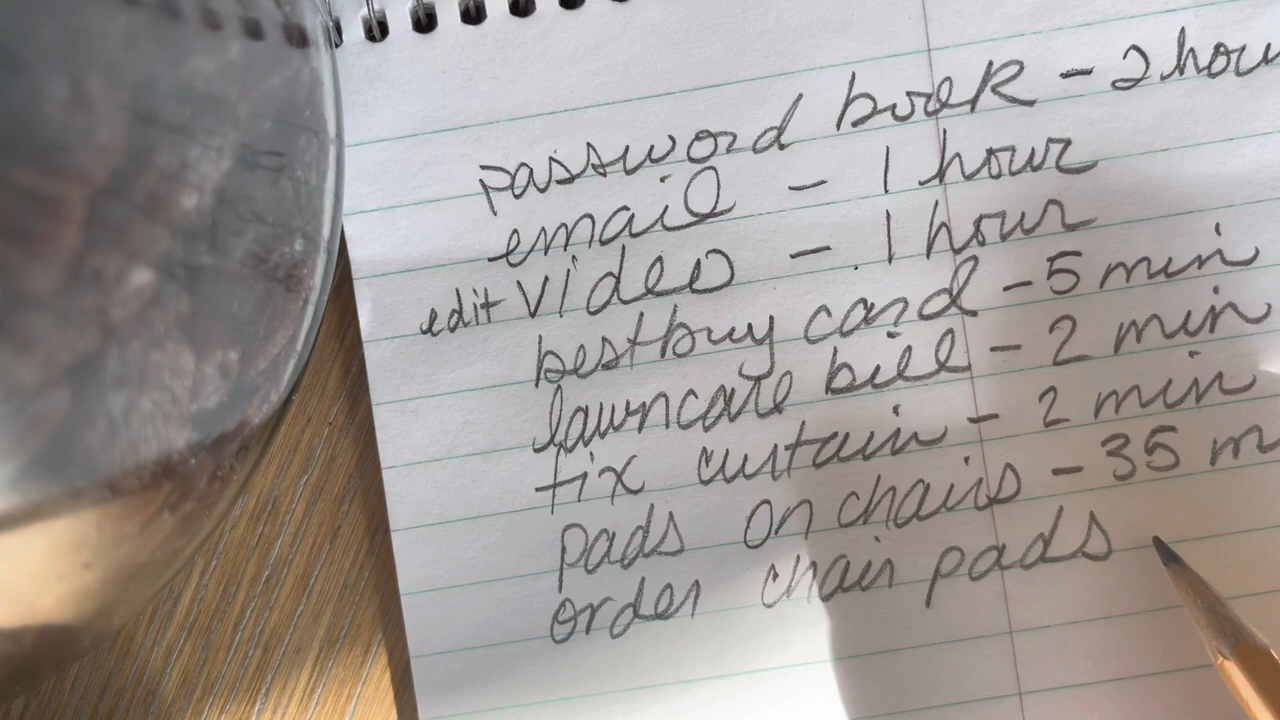 password book - 2 hou
email - 1 hour
edit video - 1 hour
bestbuy card - 5 min
lawncare bill - 2 min
fix curtain - 2 min
pads on chairs - 35 m
order chair pads